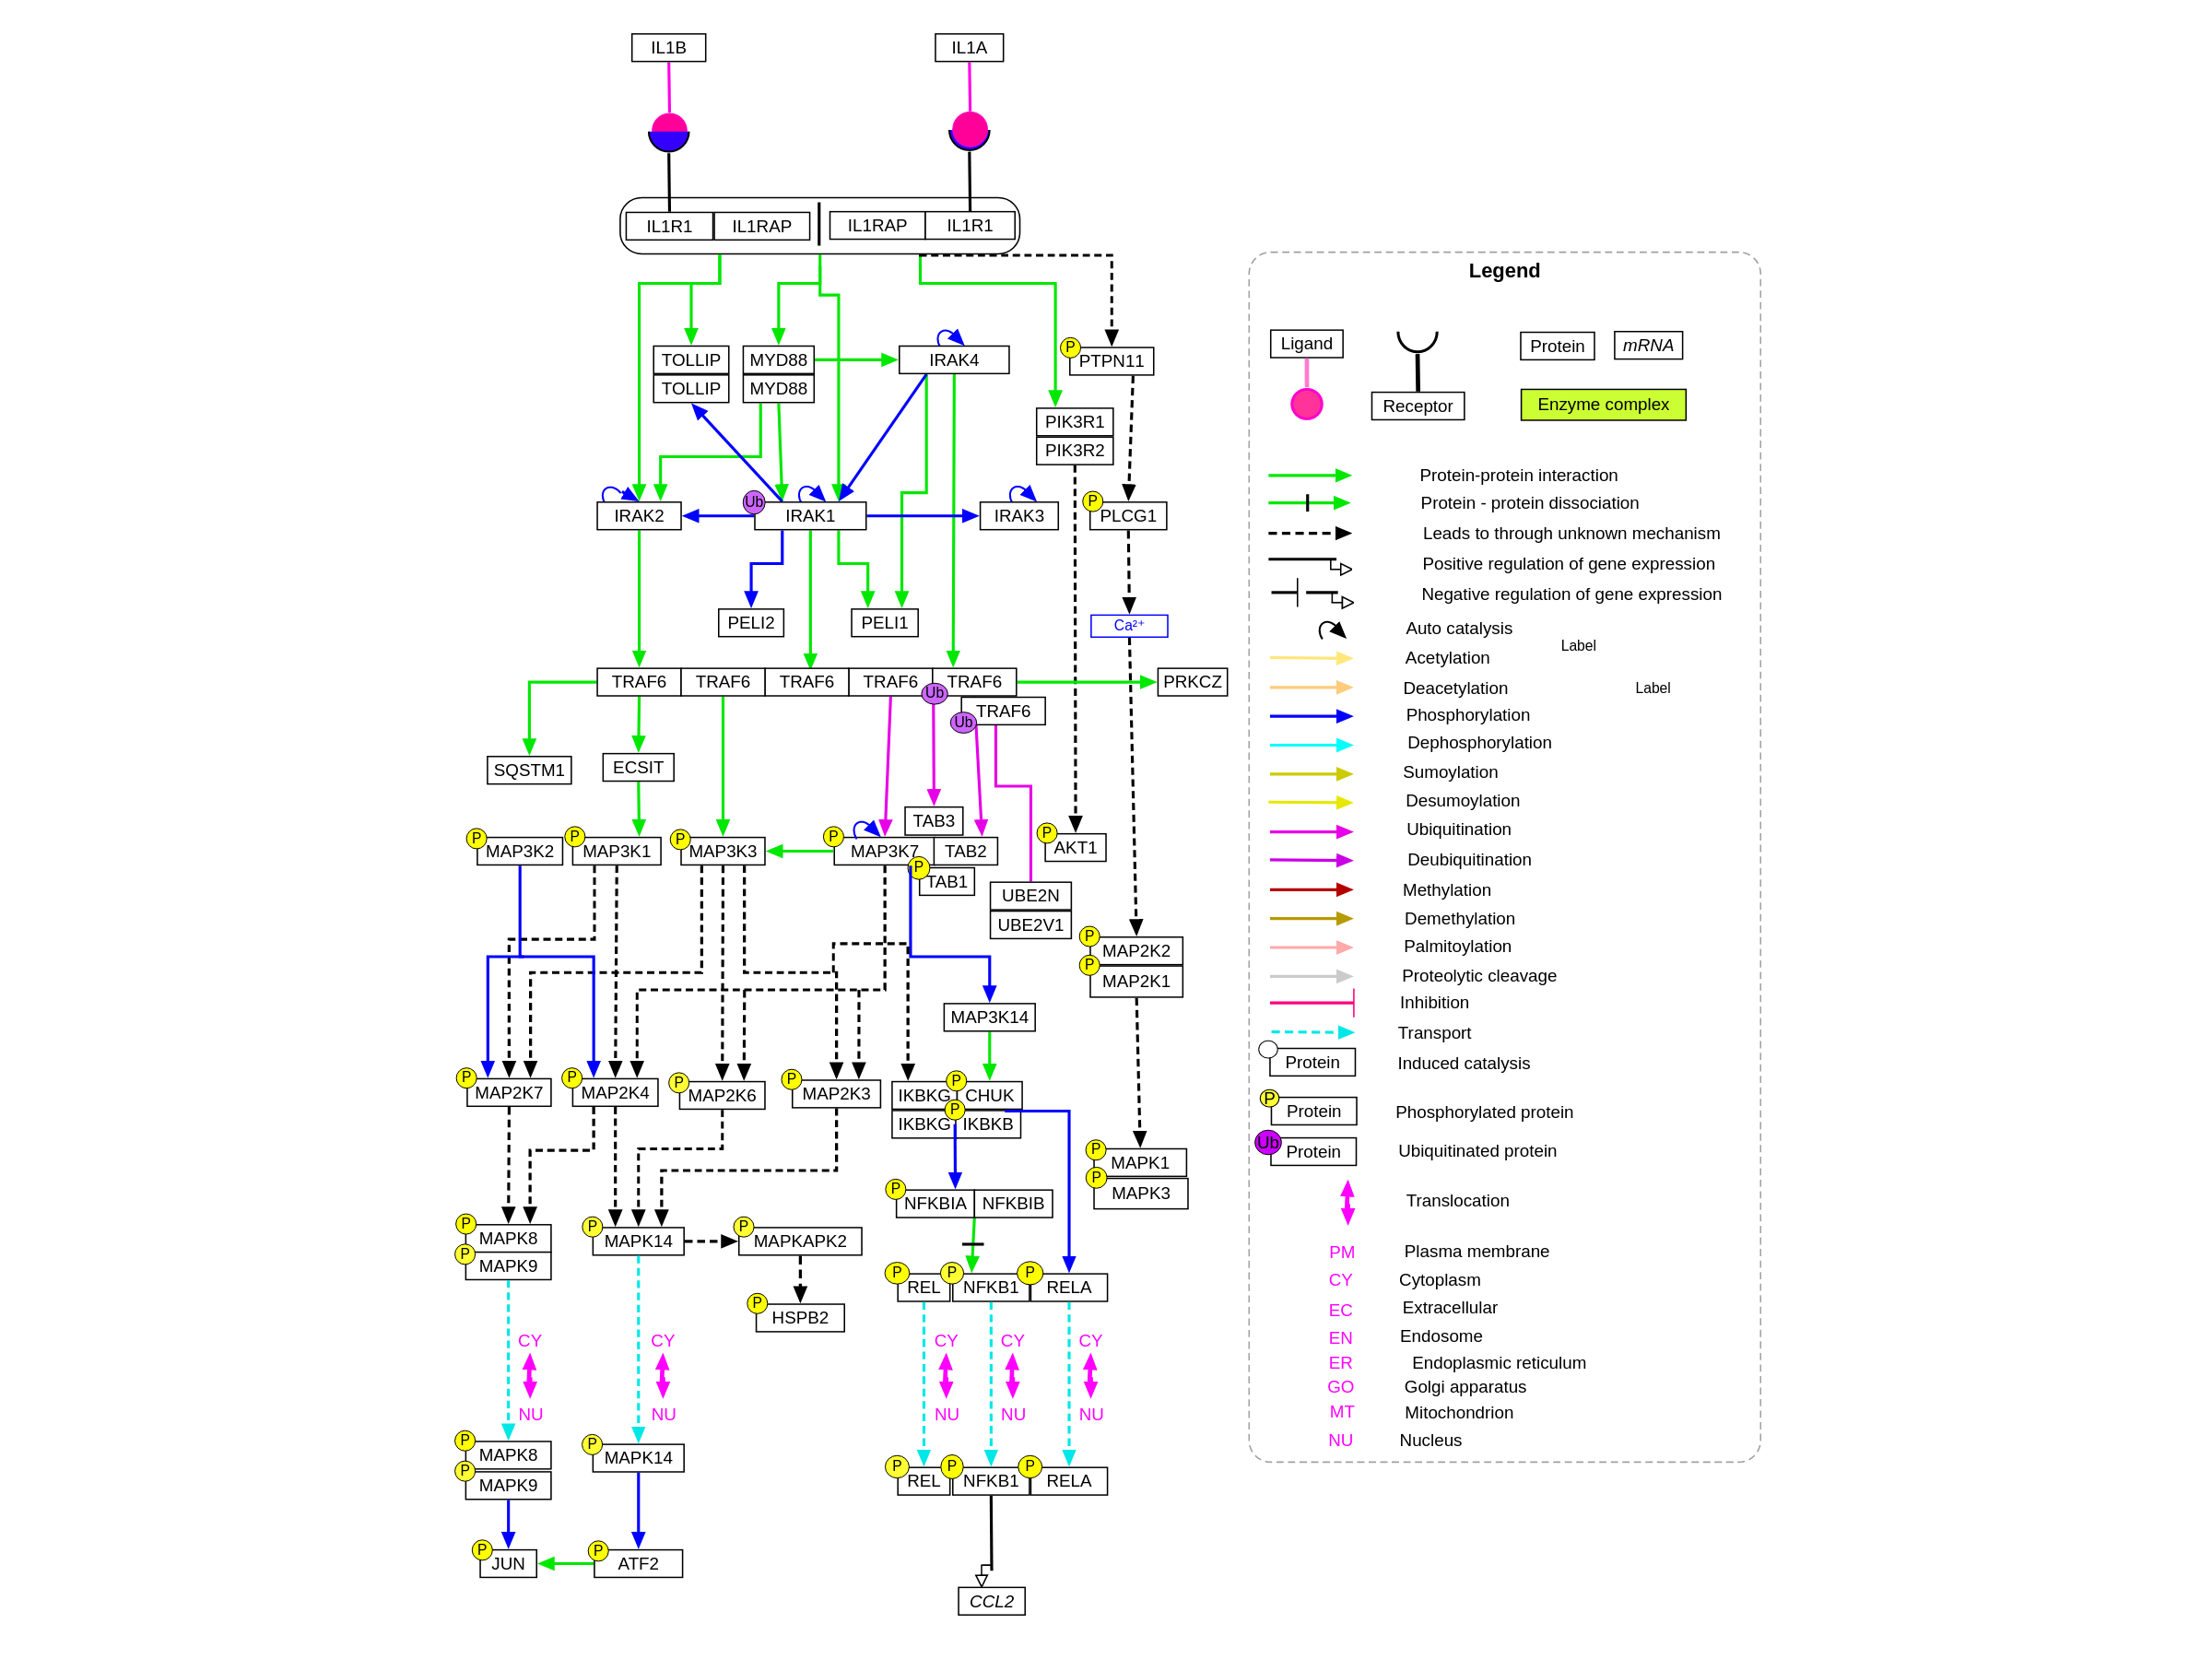 IL1B
IL1A
IL1R1
IL1RAP
IL1RAP
IL1R1
TOLLIP
TOLLIP
MYD88
MYD88
IRAK4
P
PTPN11
PIK3R1
PIK3R2
IRAK2
Ub
IRAK1
IRAK3
P
PLCG1
PELI2
PELI1
Ca²⁺
TRAF6
TRAF6
TRAF6
TRAF6
TRAF6
Ub
PRKCZ
TRAF6
Ub
SQSTM1
ECSIT
TAB3
P
MAP3K2
P
MAP3K1
P
MAP3K3
P
MAP3K7
TAB2
P
TAB1
P
AKT1
UBE2N
UBE2V1
P
MAP2K2
P
MAP2K1
MAP3K14
P
MAP2K7
P
MAP2K4
P
MAP2K6
P
MAP2K3
IKBKG
P
CHUK
IKBKG
P
IKBKB
P
MAPK1
P
MAPK3
P
NFKBIA
NFKBIB
P
MAPK8
P
MAPK9
P
MAPK14
P
MAPKAPK2
P
HSPB2
P
REL
P
NFKB1
P
RELA
CY
CY
CY
CY
CY
NU
NU
NU
NU
NU
P
MAPK8
P
MAPK9
P
MAPK14
P
REL
P
NFKB1
P
RELA
P
JUN
P
ATF2
CCL2
Legend
Ligand
Receptor
Protein
mRNA
Enzyme complex
Protein-protein interaction
Protein - protein dissociation
Leads to through unknown mechanism
Positive regulation of gene expression
Negative regulation of gene expression
Auto catalysis
Label
Acetylation
Deacetylation
Label
Phosphorylation
Dephosphorylation
Sumoylation
Desumoylation
Ubiquitination
Deubiquitination
Methylation
Demethylation
Palmitoylation
Proteolytic cleavage
Inhibition
Transport
Protein
Induced catalysis
P
Protein
Phosphorylated protein
Ub
Protein
Ubiquitinated protein
Translocation
PM Plasma membrane
CY Cytoplasm
EC Extracellular
EN Endosome
ER Endoplasmic reticulum
GO Golgi apparatus
MT Mitochondrion
NU Nucleus